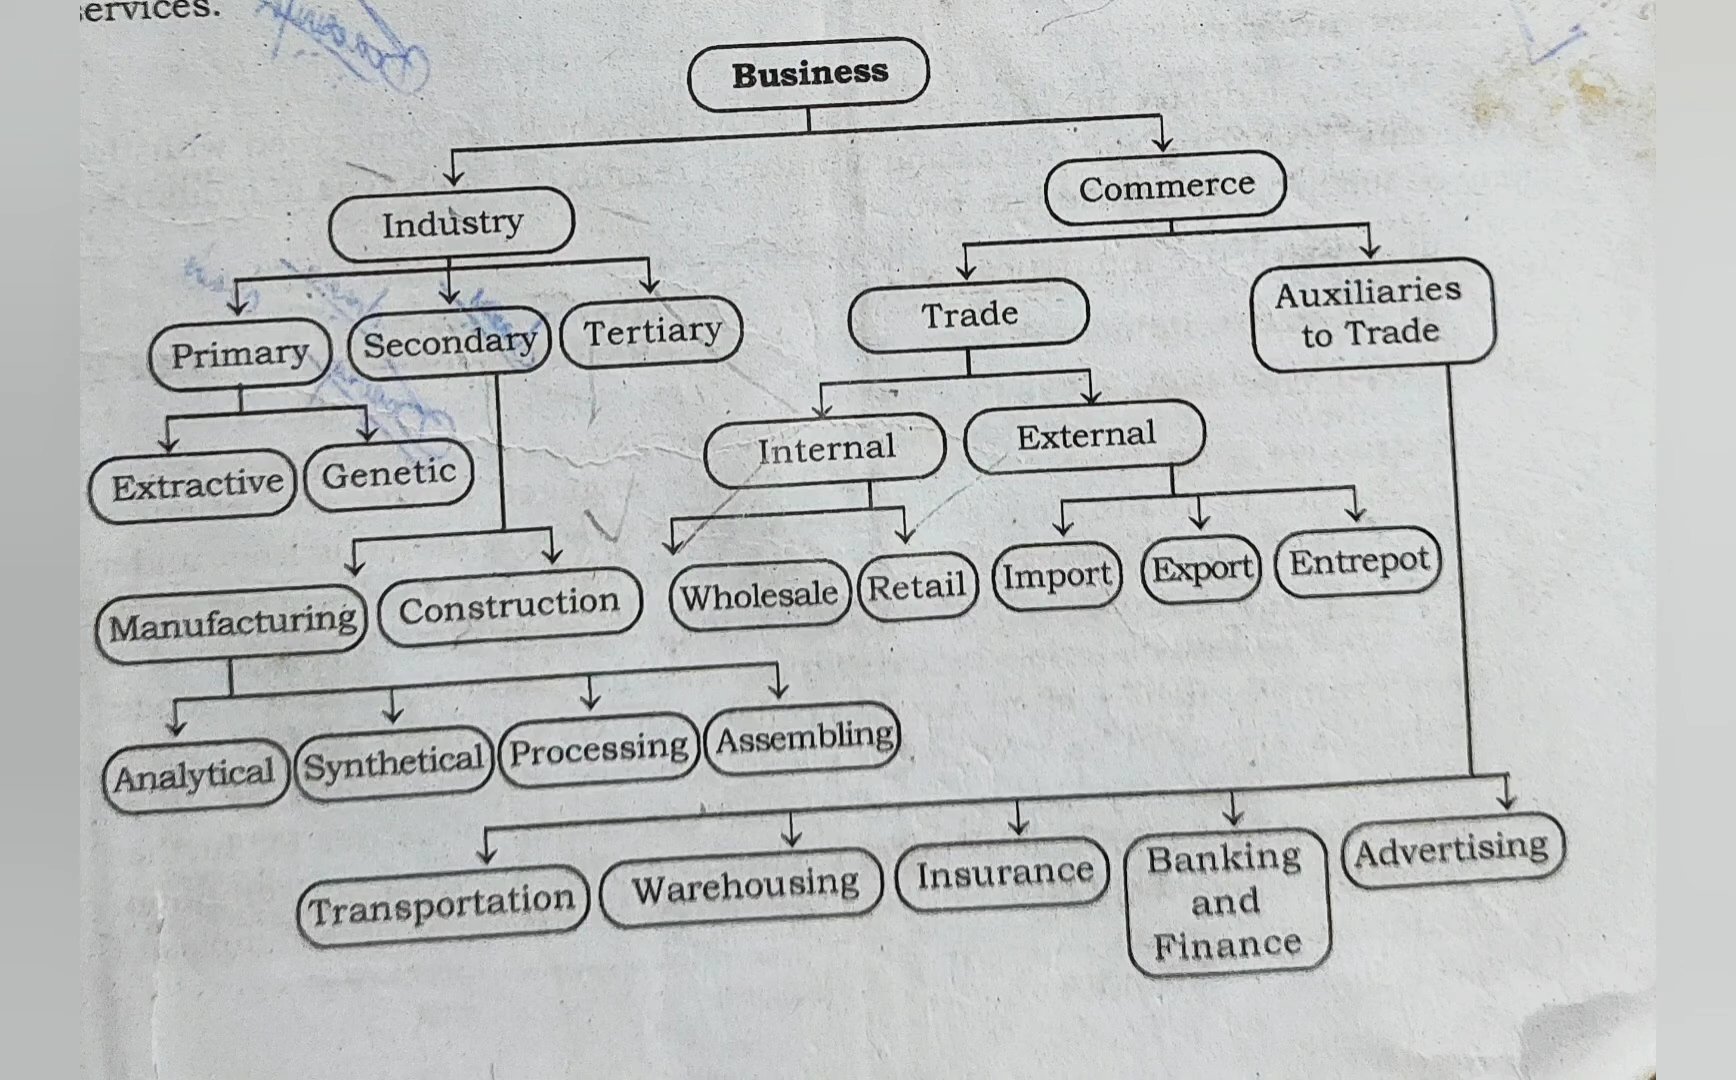 ervices.
Business
Industry
Commerce
Primary
Secondary
Tertiary
Trade
Auxiliaries
to Trade
Extractive
Genetic
Internal
External
Manufacturing
Construction
Wholesale
Retail
Import
Export
Entrepot
Analytical
Synthetical
Processing
Assembling
Transportation
Warehousing
Insurance
Banking
and
Finance
Advertising